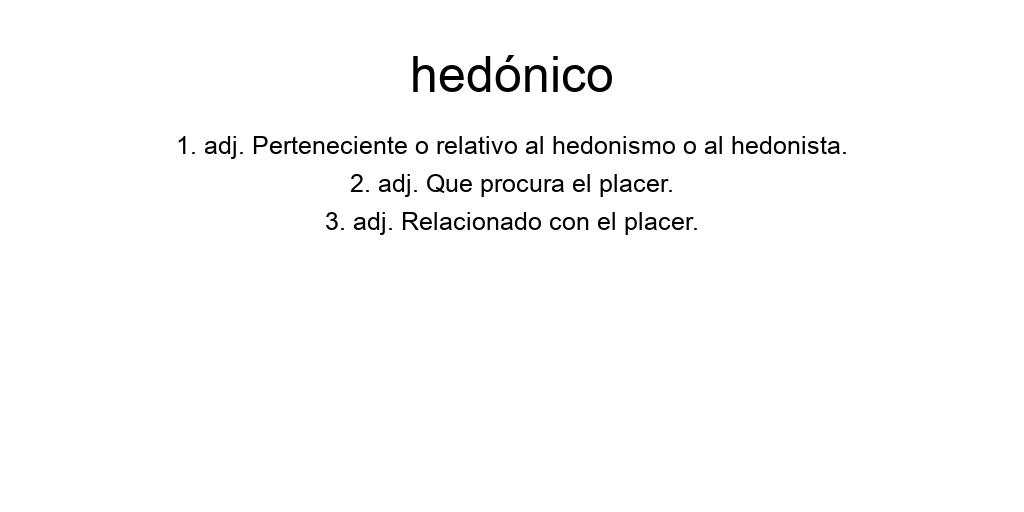 hedónico
1. adj. Perteneciente o relativo al hedonismo o al hedonista.
2. adj. Que procura el placer.
3. adj. Relacionado con el placer.